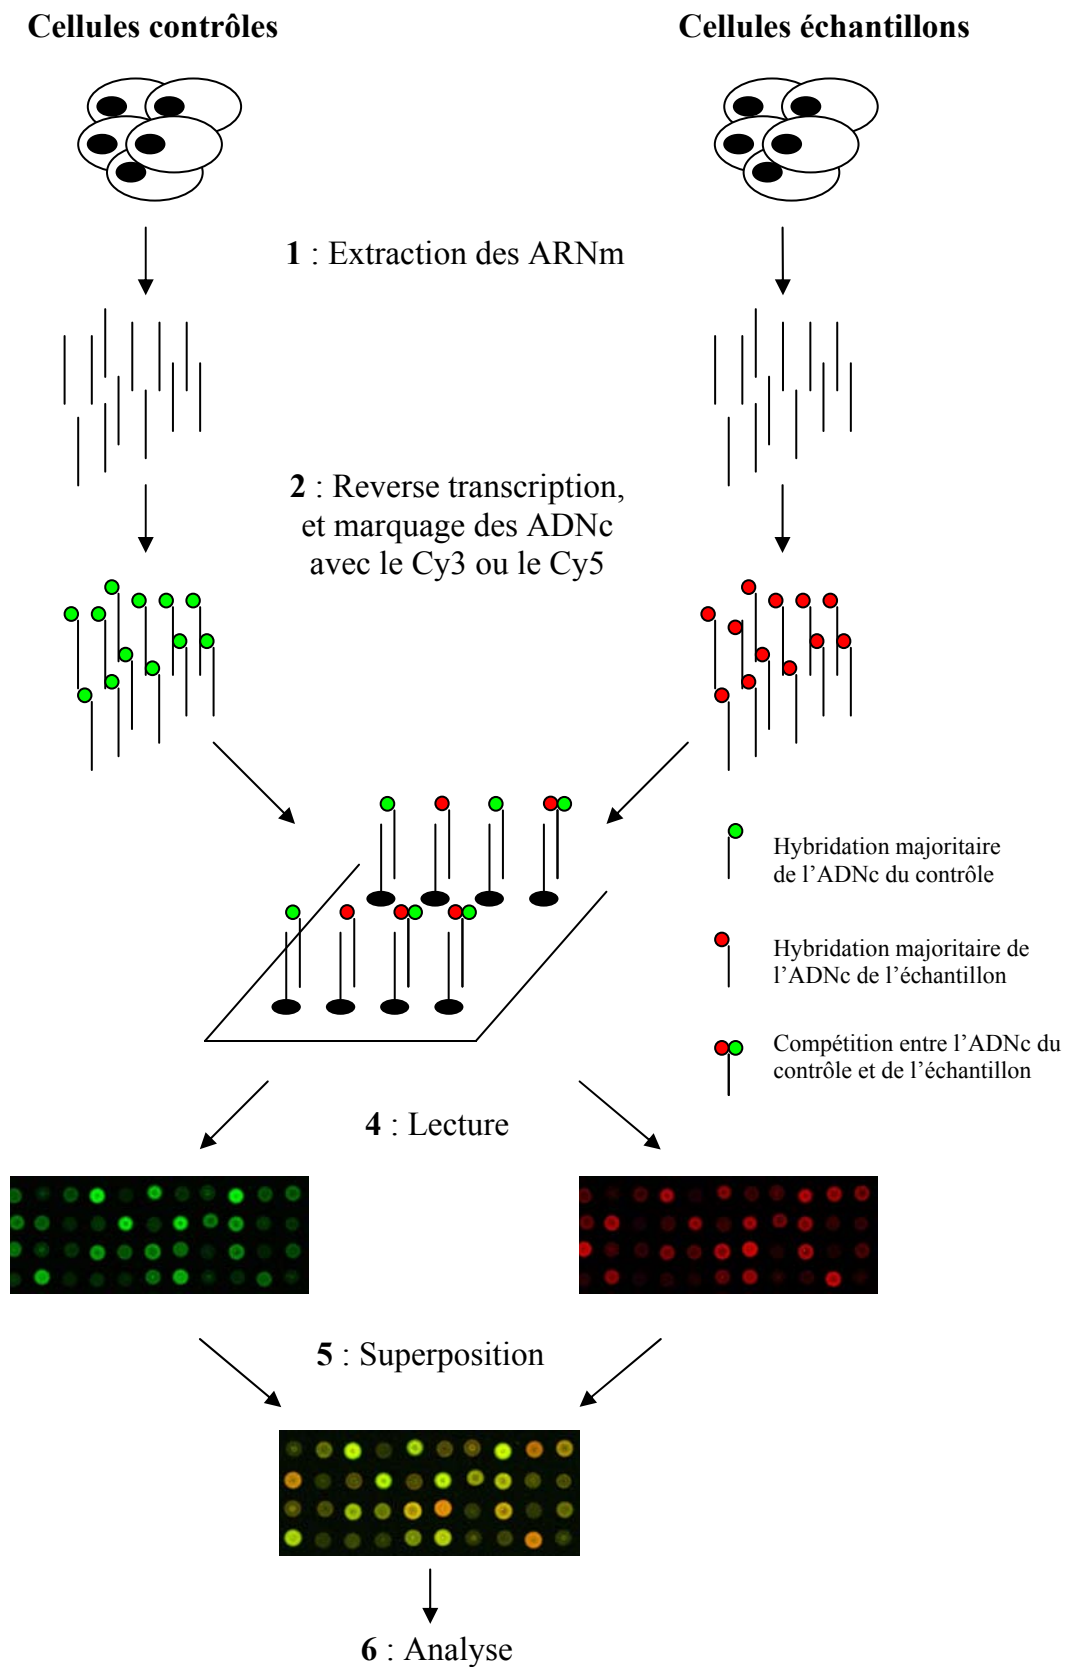 Cellules contrôles
Cellules échantillons
1 : Extraction des ARNm
2 : Reverse transcription,
et marquage des ADNc
avec le Cy3 ou le Cy5
Hybridation majoritaire
de l’ADNc du contrôle
Hybridation majoritaire de
l’ADNc de l’échantillon
Compétition entre l’ADNc du
contrôle et de l’échantillon
4 : Lecture
5 : Superposition
6 : Analyse